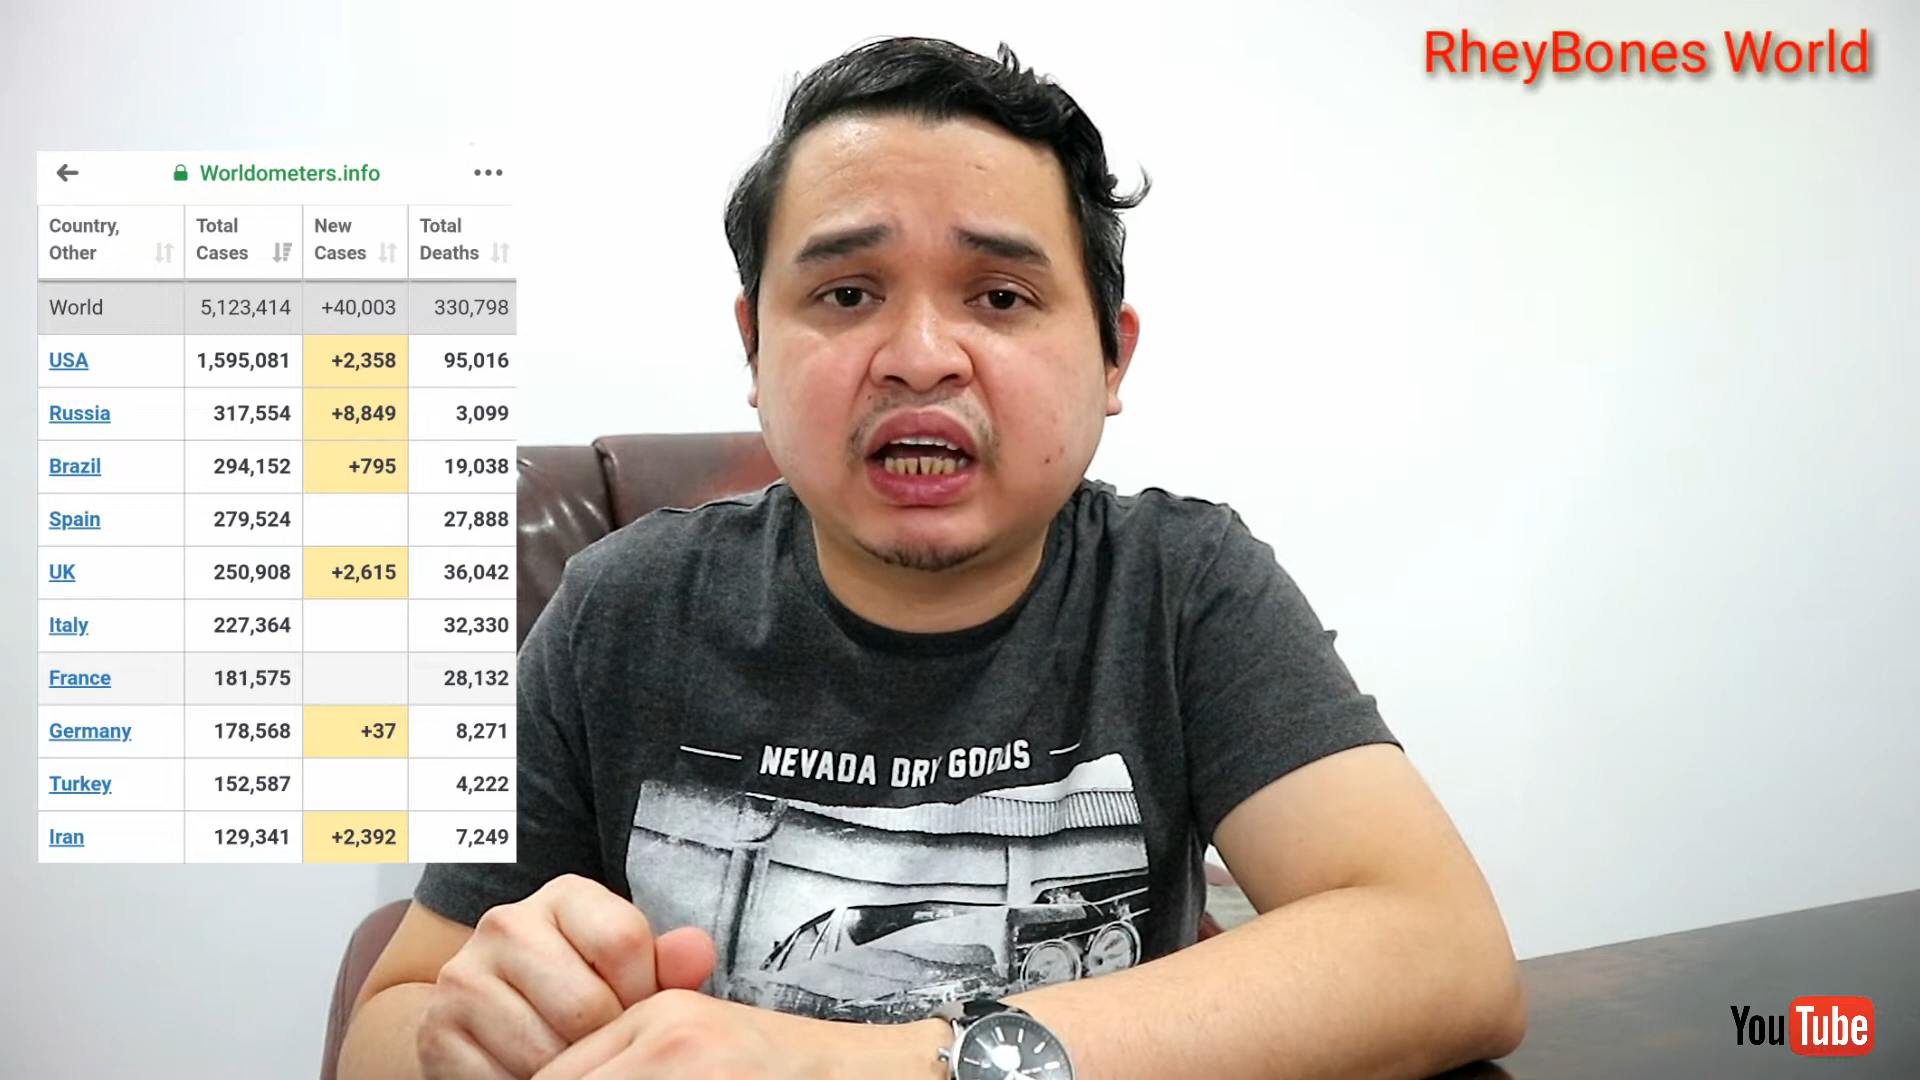 RheyBones World
Worldometers.info
Country, Other Total Cases New Cases Total Deaths
World 5,123,414 +40,003 330,798
USA 1,595,081 +2,358 95,016
Russia 317,554 +8,849 3,099
Brazil 294,152 +795 19,038
Spain 279,524 27,888
UK 250,908 +2,615 36,042
Italy 227,364 32,330
France 181,575 28,132
Germany 178,568 +37 8,271
Turkey 152,587 4,222
Iran 129,341 +2,392 7,249
NEVADA DRY GOODS
YouTube